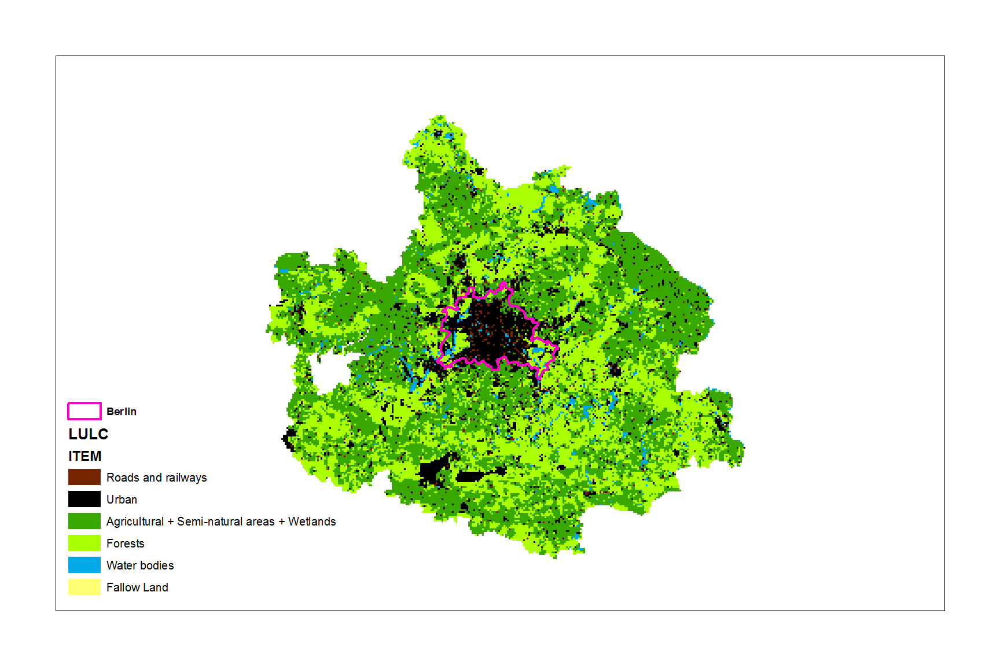 Berlin
LULC
ITEM
Roads and railways
Urban
Agricultural + Semi-natural areas + Wetlands
Forests
Water bodies
Fallow Land